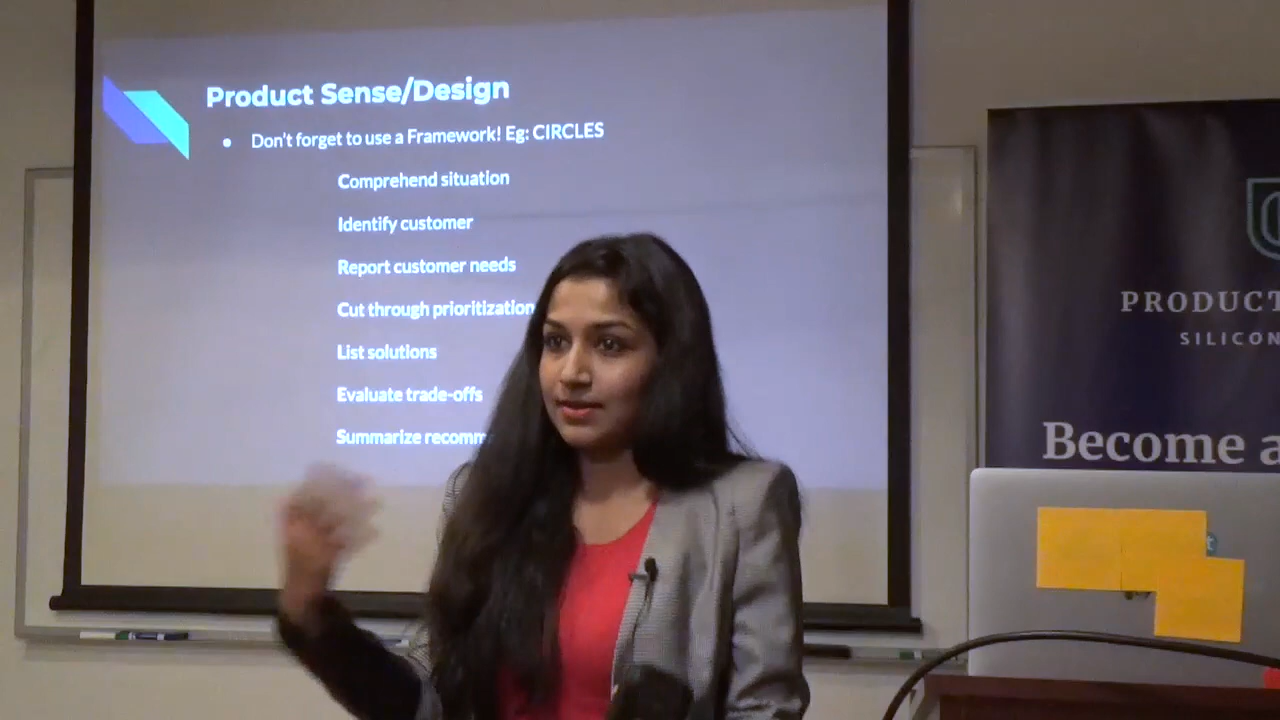 Product Sense/Design
Don't forget to use a Framework! Eg: CIRCLES
Comprehend situation
Identify customer
Report customer needs
Cut through prioritization
List solutions
Evaluate trade-offs
Summarize
PRODUCT
SILICON
Become a